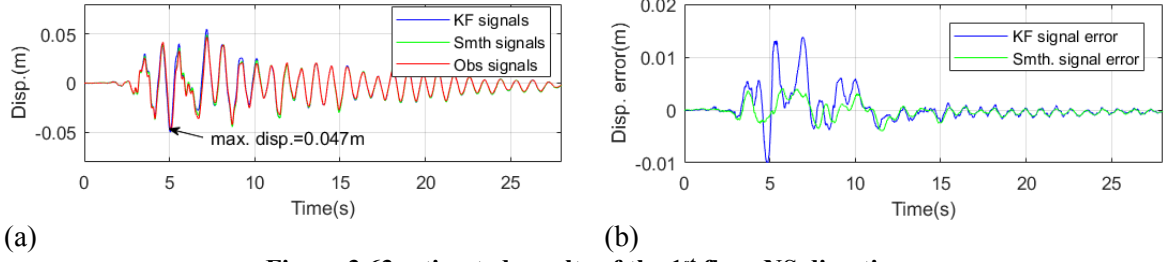 0.05
0
-0.05
Disp.(m)
KF signals
Smth signals
Obs signals
max. disp.=0.047m
0 5 10 15 20 25
Time(s)
(a)
0.02
0.01
0
-0.01
Disp. error(m)
KF signal error
Smth. signal error
0 5 10 15 20 25
Time(s)
(b)